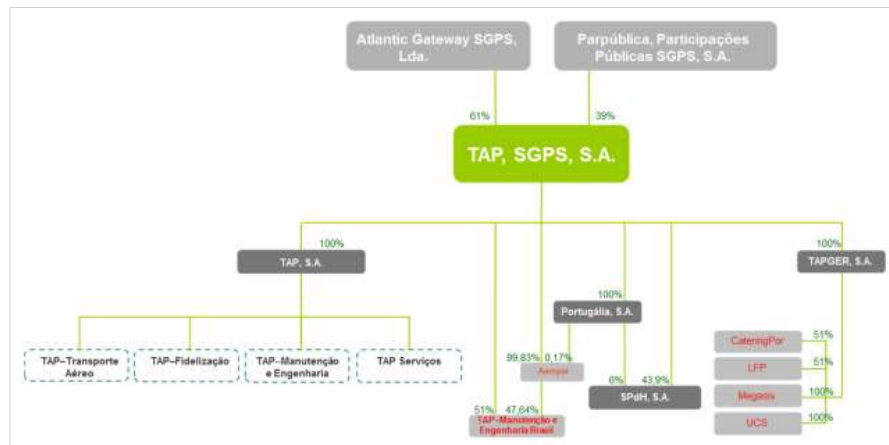 Atlantic Gateway SGPS,
Lda.
Parpública, Participações
Públicas SGPS, S.A.
61%
39%
TAP, SGPS, S.A.
100%
TAP, S.A.
100%
TAPGER, S.A.
100%
Portugália, S.A.
TAP–Transporte
Aéreo
TAP–Fidelização
TAP–Manutenção
e Engenharia
TAP Serviços
99,83%
0,17%
Aeropar
6%
43,9%
SPdH, S.A.
51%
47,64%
TAP–Manutenção e
Engenharia Brasil
CateringPor
51%
LFP
51%
Megasis
100%
UCS
100%